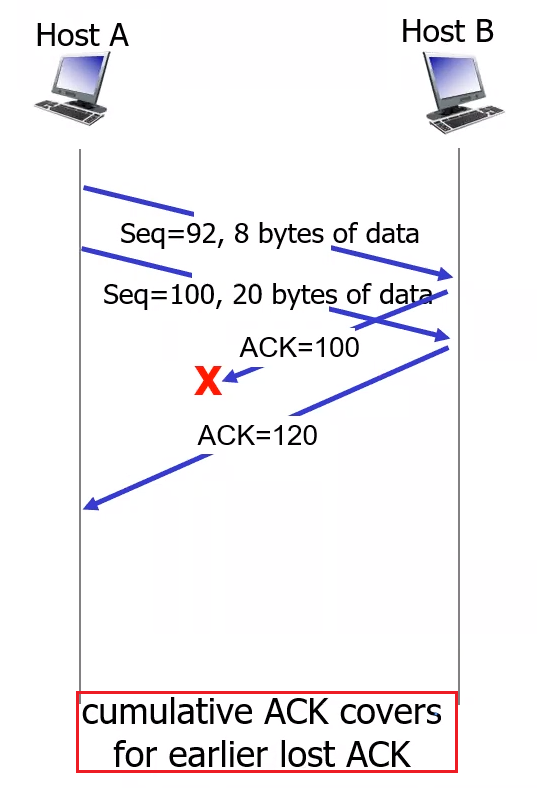 Host A
Host B
Seq=92, 8 bytes of data
Seq=100, 20 bytes of data
ACK=100
X
ACK=120
cumulative ACK covers
for earlier lost ACK